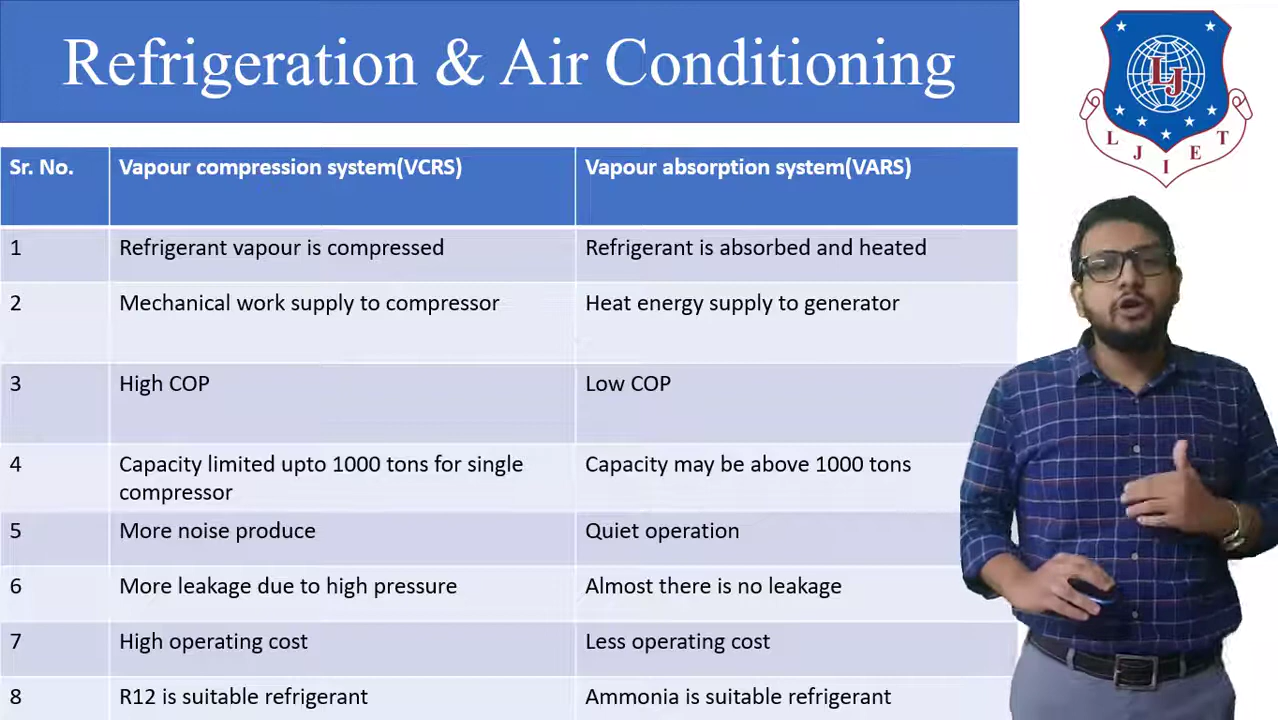 Refrigeration & Air Conditioning
LJ
L J I E T
Sr. No. Vapour compression system(VCRS) Vapour absorption system(VARS)
1 Refrigerant vapour is compressed Refrigerant is absorbed and heated
2 Mechanical work supply to compressor Heat energy supply to generator
3 High COP Low COP
4 Capacity limited upto 1000 tons for single Capacity may be above 1000 tons
compressor
5 More noise produce Quiet operation
6 More leakage due to high pressure Almost there is no leakage
7 High operating cost Less operating cost
8 R12 is suitable refrigerant Ammonia is suitable refrigerant